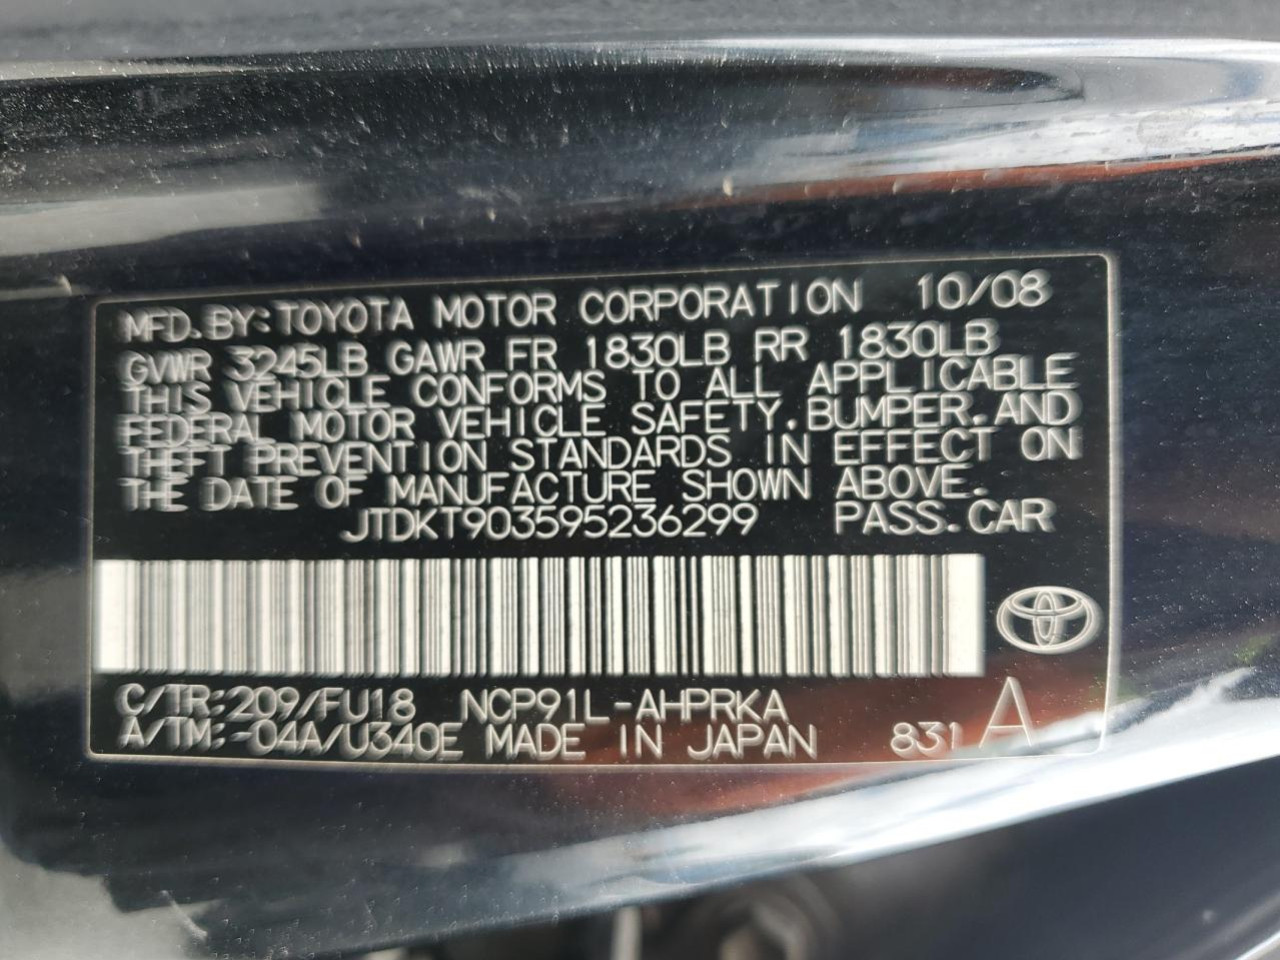 MFD.BY:TOYOTA MOTOR CORPORATION 10/08
GVWR 3245LB GAWR FR 1830LB RR 1830LB
THIS VEHICLE CONFORMS TO ALL APPLICABLE
FEDERAL MOTOR VEHICLE SAFETY,BUMPER,AND
THEFT PREVENTION STANDARDS IN EFFECT ON
THE DATE OF MANUFACTURE SHOWN ABOVE.
JTDKT903595236299 PASS.CAR
C/TR:209/FU18 NCP91L-AHPRKA
A/TM:-04A/U340E MADE IN JAPAN 831 A